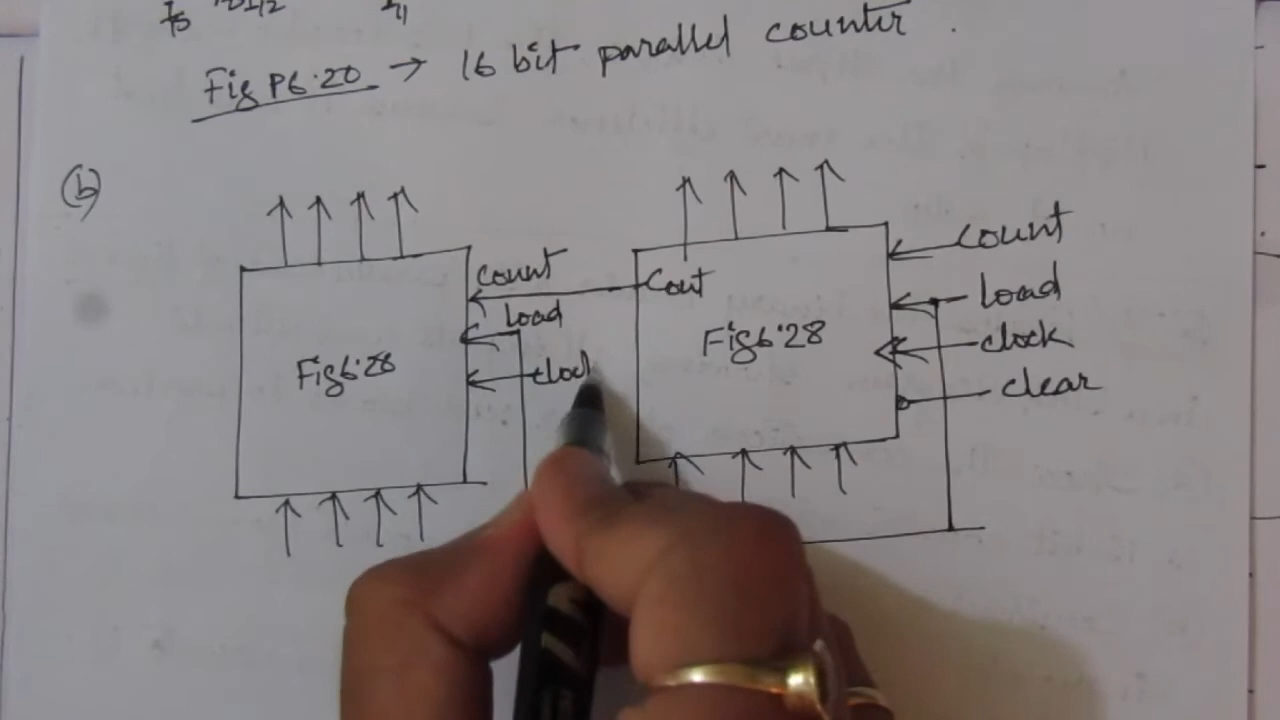 Fig P6.20 → 16 bit parallel counter.
(b)
count
Cout
count
load
load
Fig 6.28
Fig 6.28
clock
clock
clear